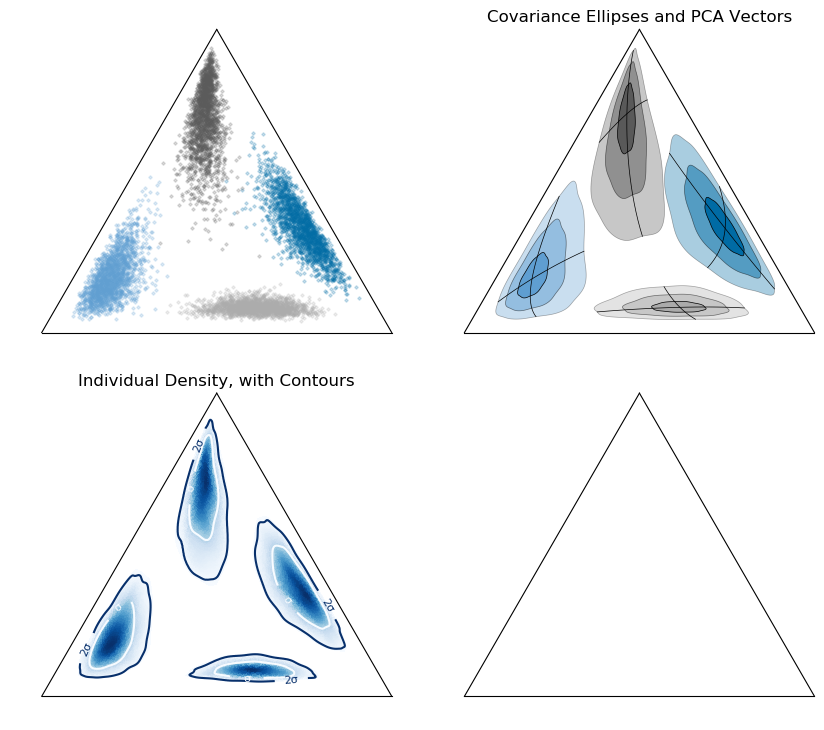 Covariance Ellipses and PCA Vectors
Individual Density, with Contours
2σ
2σ
2σ
2σ